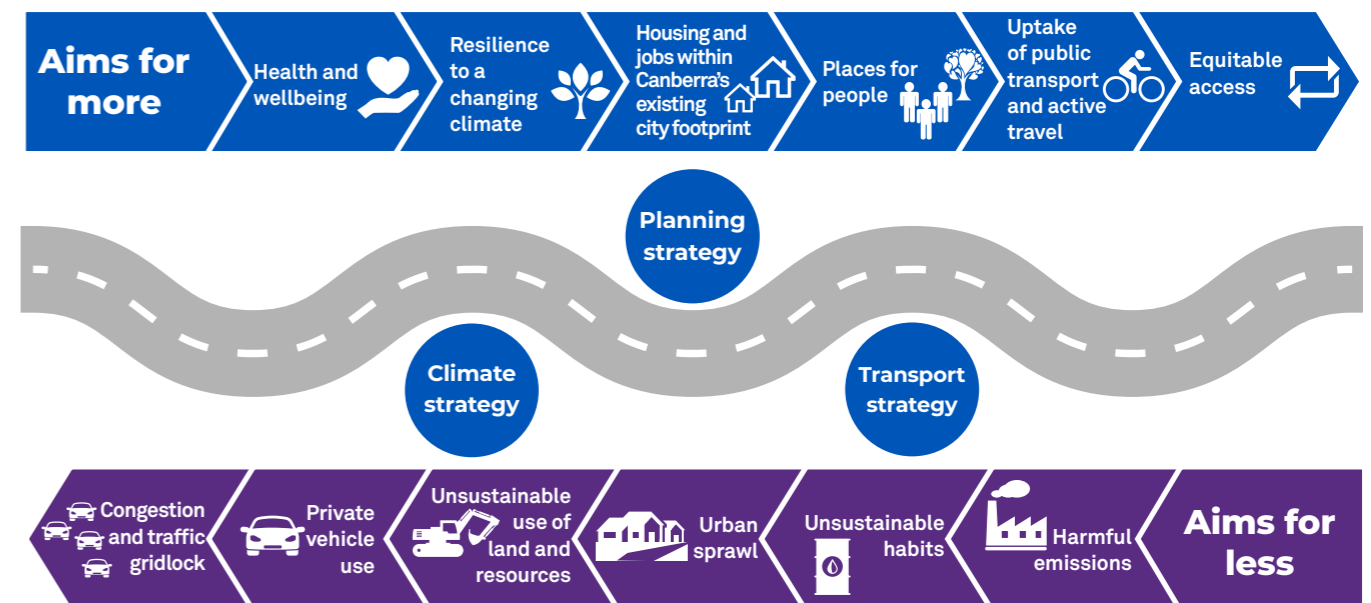 Aims for
more
Health and
wellbeing
Resilience
to a
changing
climate
Housing and
jobs within
Canberra's
existing
city footprint
Places for
people
Uptake
of public
transport
and active
travel
Equitable
access
Planning
strategy
Climate
strategy
Transport
strategy
Congestion
and traffic
gridlock
Private
vehicle
use
Unsustainable
use of
land and
resources
Urban
sprawl
Unsustainable
habits
Harmful
emissions
Aims for
less